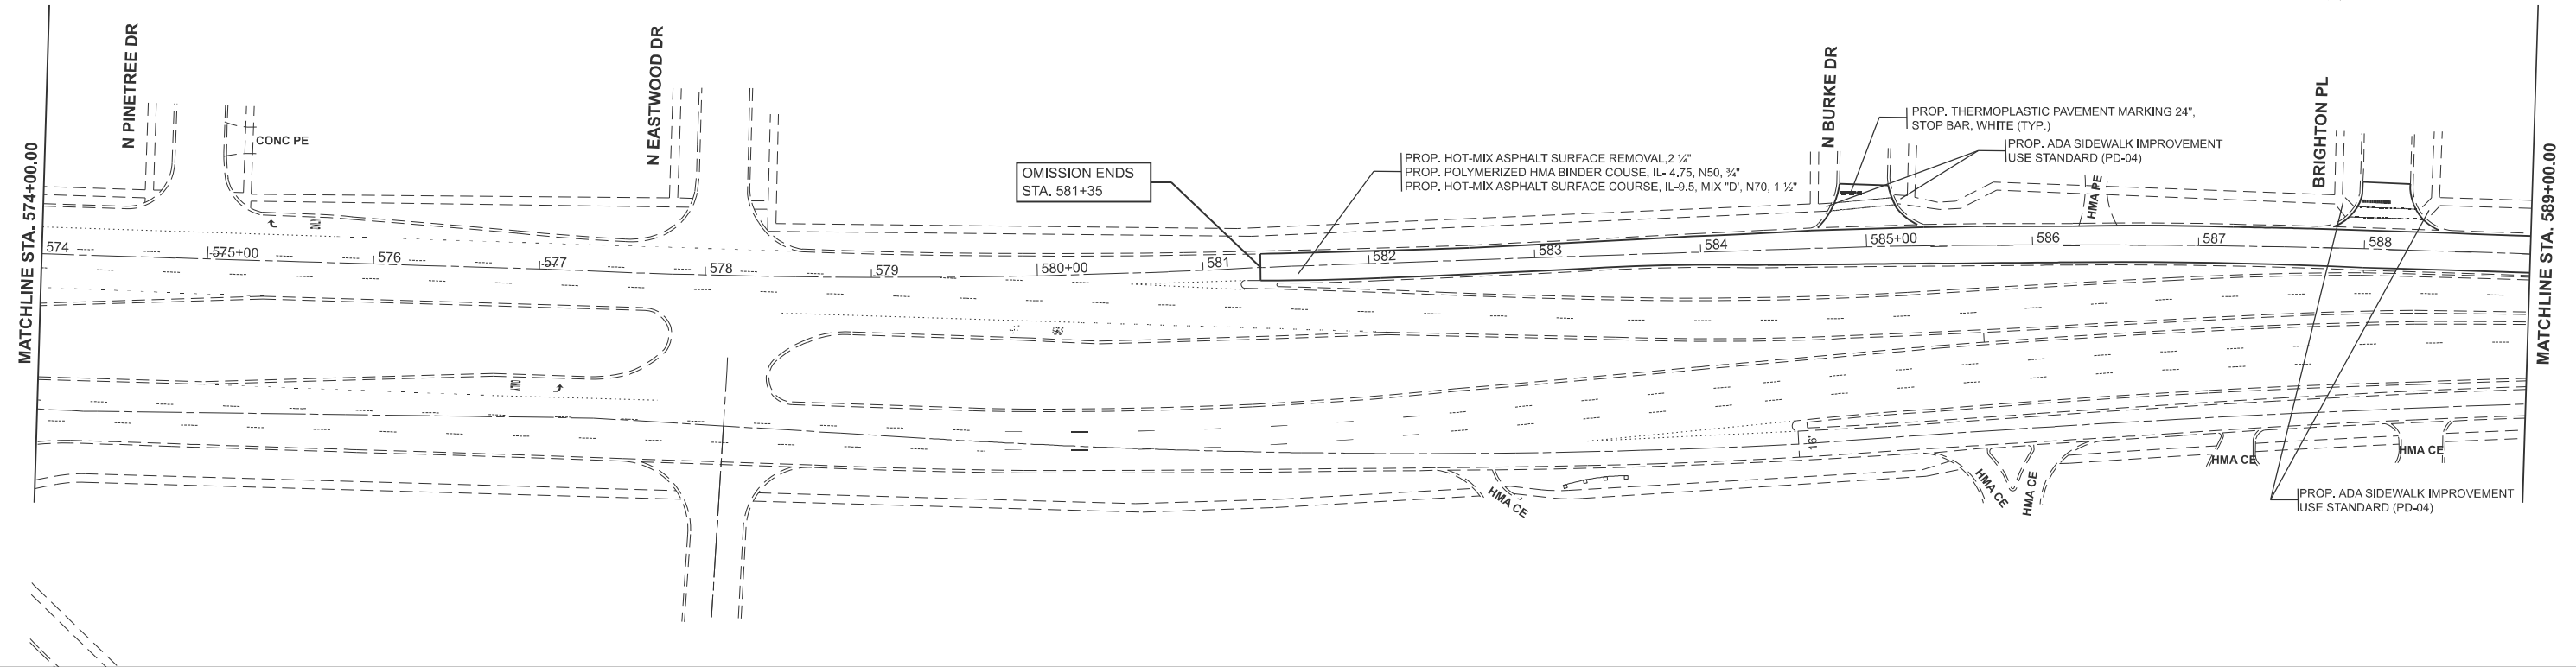 MATCHLINE STA. 574+00.00
N PINETREE DR
CONC PE
N EASTWOOD DR
OMISSION ENDS
STA. 581+35
PROP. HOT-MIX ASPHALT SURFACE REMOVAL,2 ¼"
PROP. POLYMERIZED HMA BINDER COUSE, IL- 4.75, N50, ¾"
PROP. HOT-MIX ASPHALT SURFACE COURSE, IL-9.5, MIX "D', N70, 1 ½"
N BURKE DR
PROP. THERMOPLASTIC PAVEMENT MARKING 24",
STOP BAR, WHITE (TYP.)
PROP. ADA SIDEWALK IMPROVEMENT
USE STANDARD (PD-04)
HMA PE
BRIGHTON PL
MATCHLINE STA. 589+00.00
574
575+00
576
577
578
579
580+00
581
582
583
584
585+00
586
587
588
16'
HMA CE
HMA CE
HMA CE
HMA CE
HMA CE
PROP. ADA SIDEWALK IMPROVEMENT
USE STANDARD (PD-04)